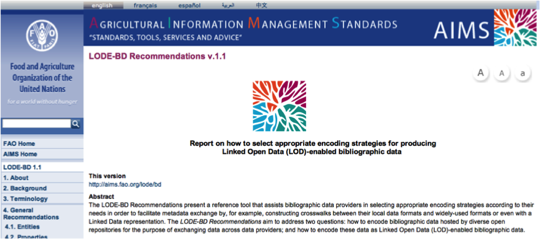 english français español العربية 中文
AGRICULTURAL INFORMATION MANAGEMENT STANDARDS
"STANDARDS, TOOLS, SERVICES AND ADVICE"
AIMS
FAO
Food and Agriculture
Organization of the
United Nations
for a world without hunger
FAO Home
AIMS Home
LODE-BD 1.1
1. About
2. Background
3. Terminology
4. General
Recommendations
4.1. Entities
4.2. Properties
LODE-BD Recommendations v.1.1
A A a
Report on how to select appropriate encoding strategies for producing
Linked Open Data (LOD)-enabled bibliographic data
This version
http://aims.fao.org/lode/bd
Abstract
The LODE-BD Recommendations present a reference tool that assists bibliographic data providers in selecting appropriate encoding strategies according to their
needs in order to facilitate metadata exchange by, for example, constructing crosswalks between their local data formats and widely-used formats or even with a
Linked Data representation. The LODE-BD Recommendations aim to address two questions: how to encode bibliographic data hosted by diverse open
repositories for the purpose of exchanging data across data providers; and how to encode these data as Linked Open Data (LOD)-enabled bibliographic data.